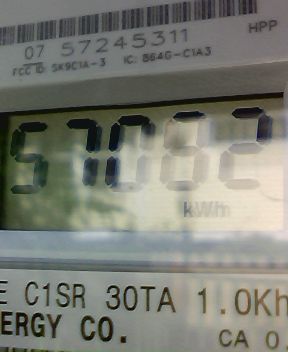 07 57245311
HPP
FCC ID: SK9C1A-3 IC: 864G-C1A3
57082
kWh
E C1SR 30TA 1.0Kh
ERGY CO.
CA 0.